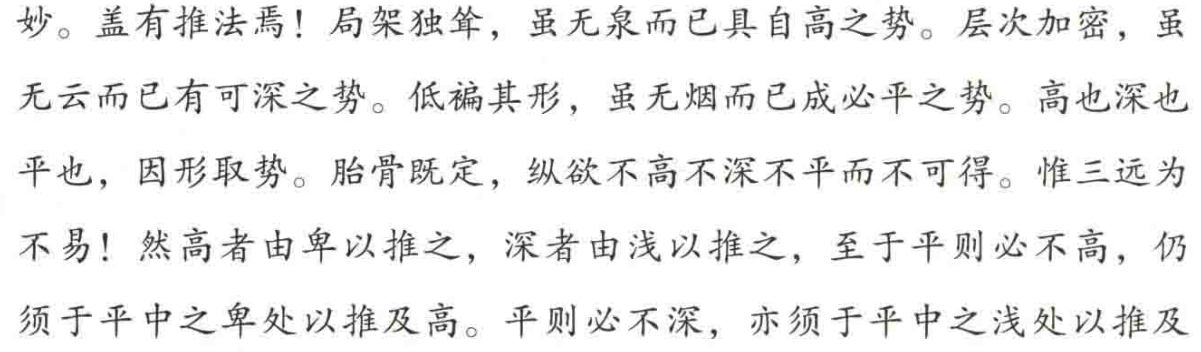 妙。盖有推法焉！局架独耸，虽无泉而已具自高之势。层次加密，虽
无云而已有可深之势。低褊其形，虽无烟而已成必平之势。高也深也
平也，因形取势。胎骨既定，纵欲不高不深不平而不可得。惟三远为
不易！然高者由卑以推之，深者由浅以推之，至于平则必不高，仍
须于平中之卑处以推及高。平则必不深，亦须于平中之浅处以推及